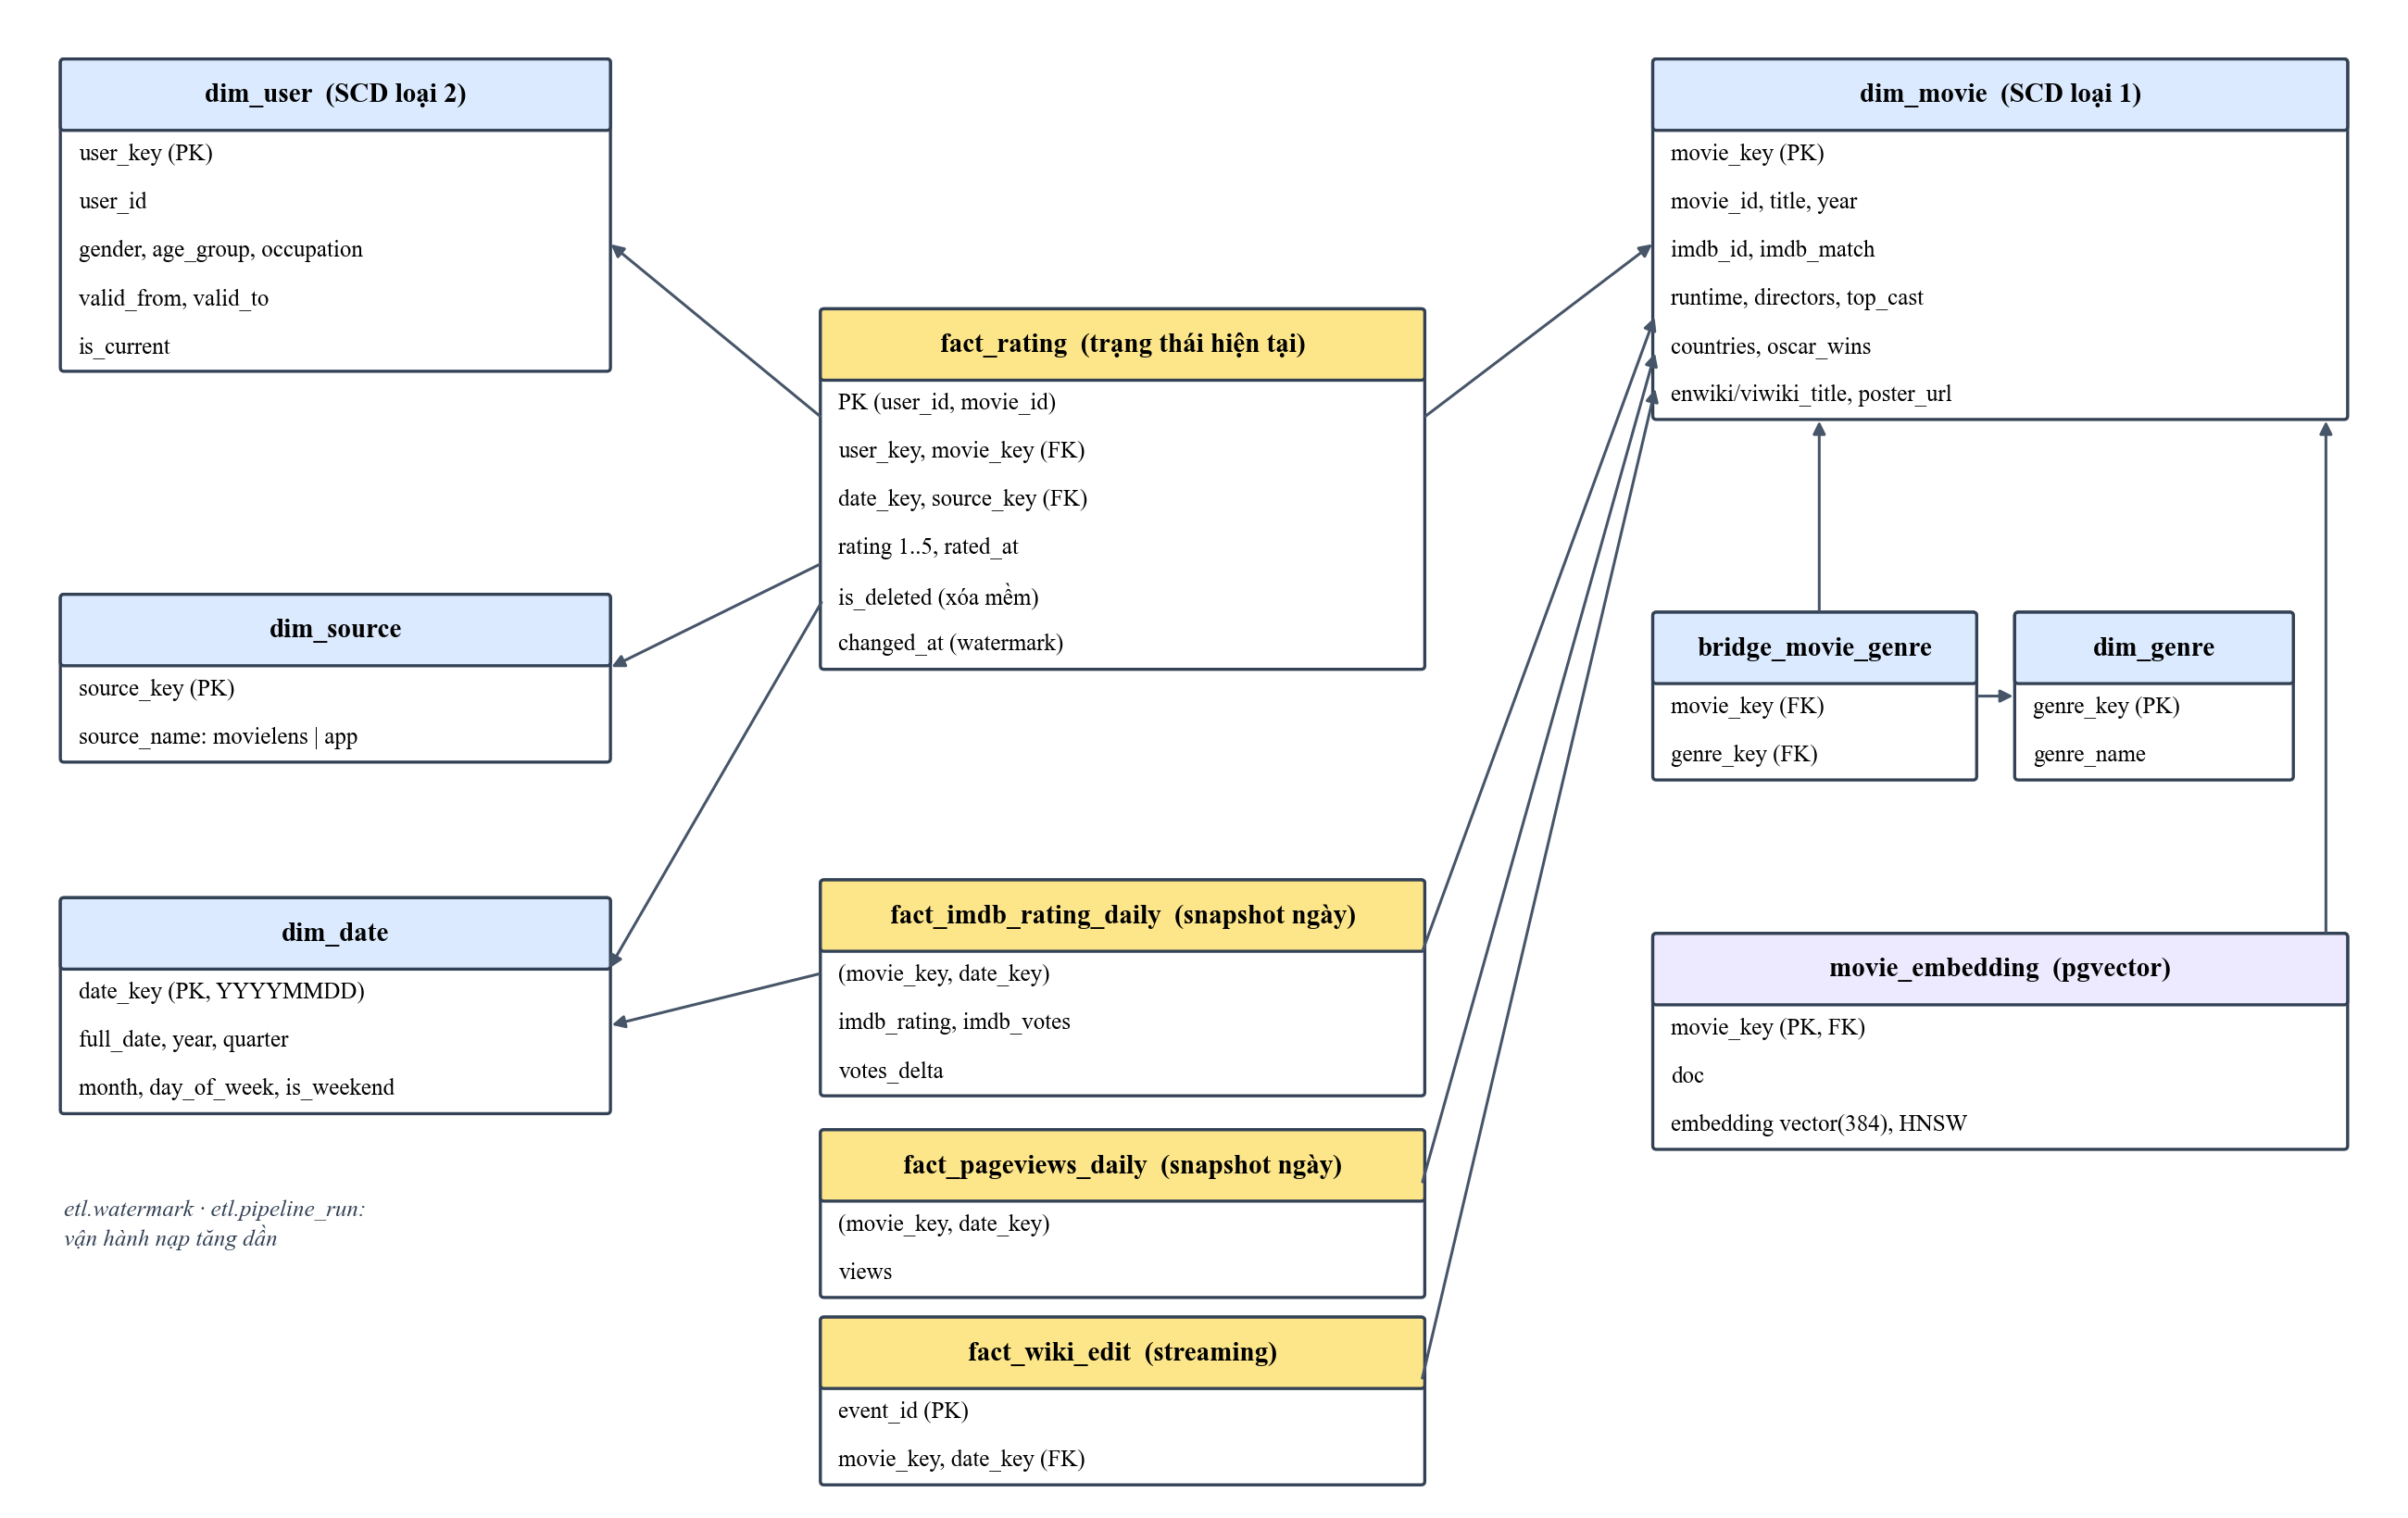 dim_user (SCD loại 2)
user_key (PK)
user_id
gender, age_group, occupation
valid_from, valid_to
is_current
dim_movie (SCD loại 1)
movie_key (PK)
movie_id, title, year
imdb_id, imdb_match
runtime, directors, top_cast
countries, oscar_wins
enwiki/viwiki_title, poster_url
fact_rating (trạng thái hiện tại)
PK (user_id, movie_id)
user_key, movie_key (FK)
date_key, source_key (FK)
rating 1..5, rated_at
is_deleted (xóa mềm)
changed_at (watermark)
dim_source
source_key (PK)
source_name: movielens | app
bridge_movie_genre
movie_key (FK)
genre_key (FK)
dim_genre
genre_key (PK)
genre_name
dim_date
date_key (PK, YYYYMMDD)
full_date, year, quarter
month, day_of_week, is_weekend
fact_imdb_rating_daily (snapshot ngày)
(movie_key, date_key)
imdb_rating, imdb_votes
votes_delta
movie_embedding (pgvector)
movie_key (PK, FK)
doc
embedding vector(384), HNSW
fact_pageviews_daily (snapshot ngày)
(movie_key, date_key)
views
etl.watermark · etl.pipeline_run:
vận hành nạp tăng dần
fact_wiki_edit (streaming)
event_id (PK)
movie_key, date_key (FK)